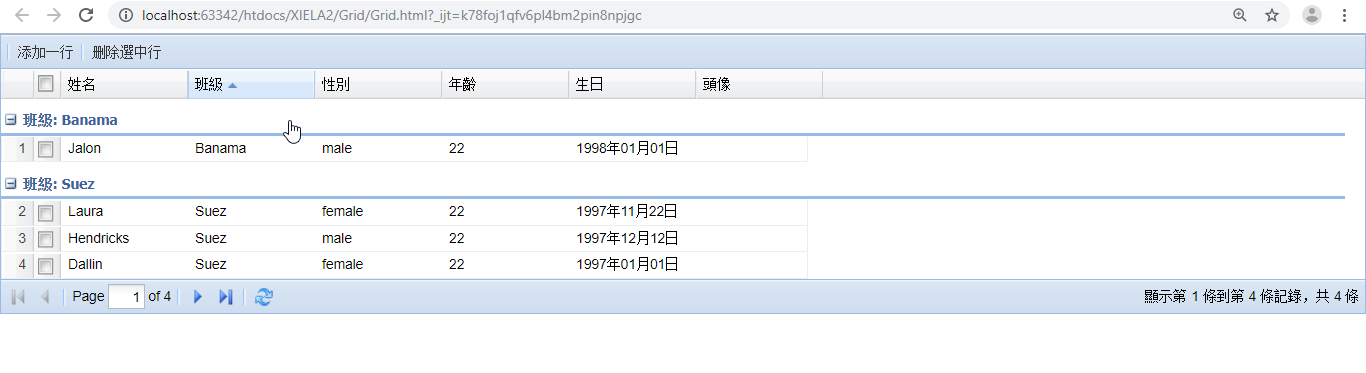 localhost:63342/htdocs/XIELA2/Grid/Grid.html?_ijt=k78foj1qfv6pl4bm2pin8npjgc
添加一行 删除選中行
姓名 班級 性別 年齡 生日 頭像
班級: Banama
1 Jalon Banama male 22 1998年01月01日
班級: Suez
2 Laura Suez female 22 1997年11月22日
3 Hendricks Suez male 22 1997年12月12日
4 Dallin Suez female 22 1997年01月01日
Page 1 of 4 顯示第 1 條到第 4 條記錄，共 4 條